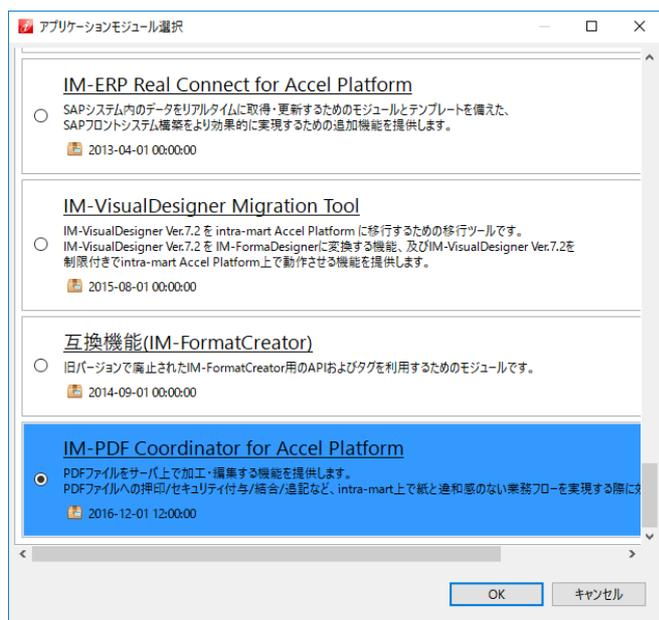 アプリケーションモジュール選択
IM-ERP Real Connect for Accel Platform
SAPシステム内のデータをリアルタイムに取得・更新するためのモジュールとテンプレートを備えた、
SAPフロントシステム構築をより効果的に実現するための追加機能を提供します。
2013-04-01 00:00:00
IM-VisualDesigner Migration Tool
IM-VisualDesigner Ver.7.2 を intra-mart Accel Platform に移行するための移行ツールです。
IM-VisualDesigner Ver.7.2 を IM-FormaDesignerに変換する機能、及びIM-VisualDesigner Ver.7.2を
制限付きでintra-mart Accel Platform上で動作させる機能を提供します。
2015-08-01 00:00:00
互換機能(IM-FormatCreator)
旧バージョンで廃止されたIM-FormatCreator用のAPIおよびタグを利用するためのモジュールです。
2014-09-01 00:00:00
IM-PDF Coordinator for Accel Platform
PDFファイルをサーバ上で加工・編集する機能を提供します。
PDFファイルへの押印/セキュリティ付与/結合/追記など、intra-mart上で紙と違和感のない業務フローを実現する際に
2016-12-01 12:00:00
OK
キャンセル